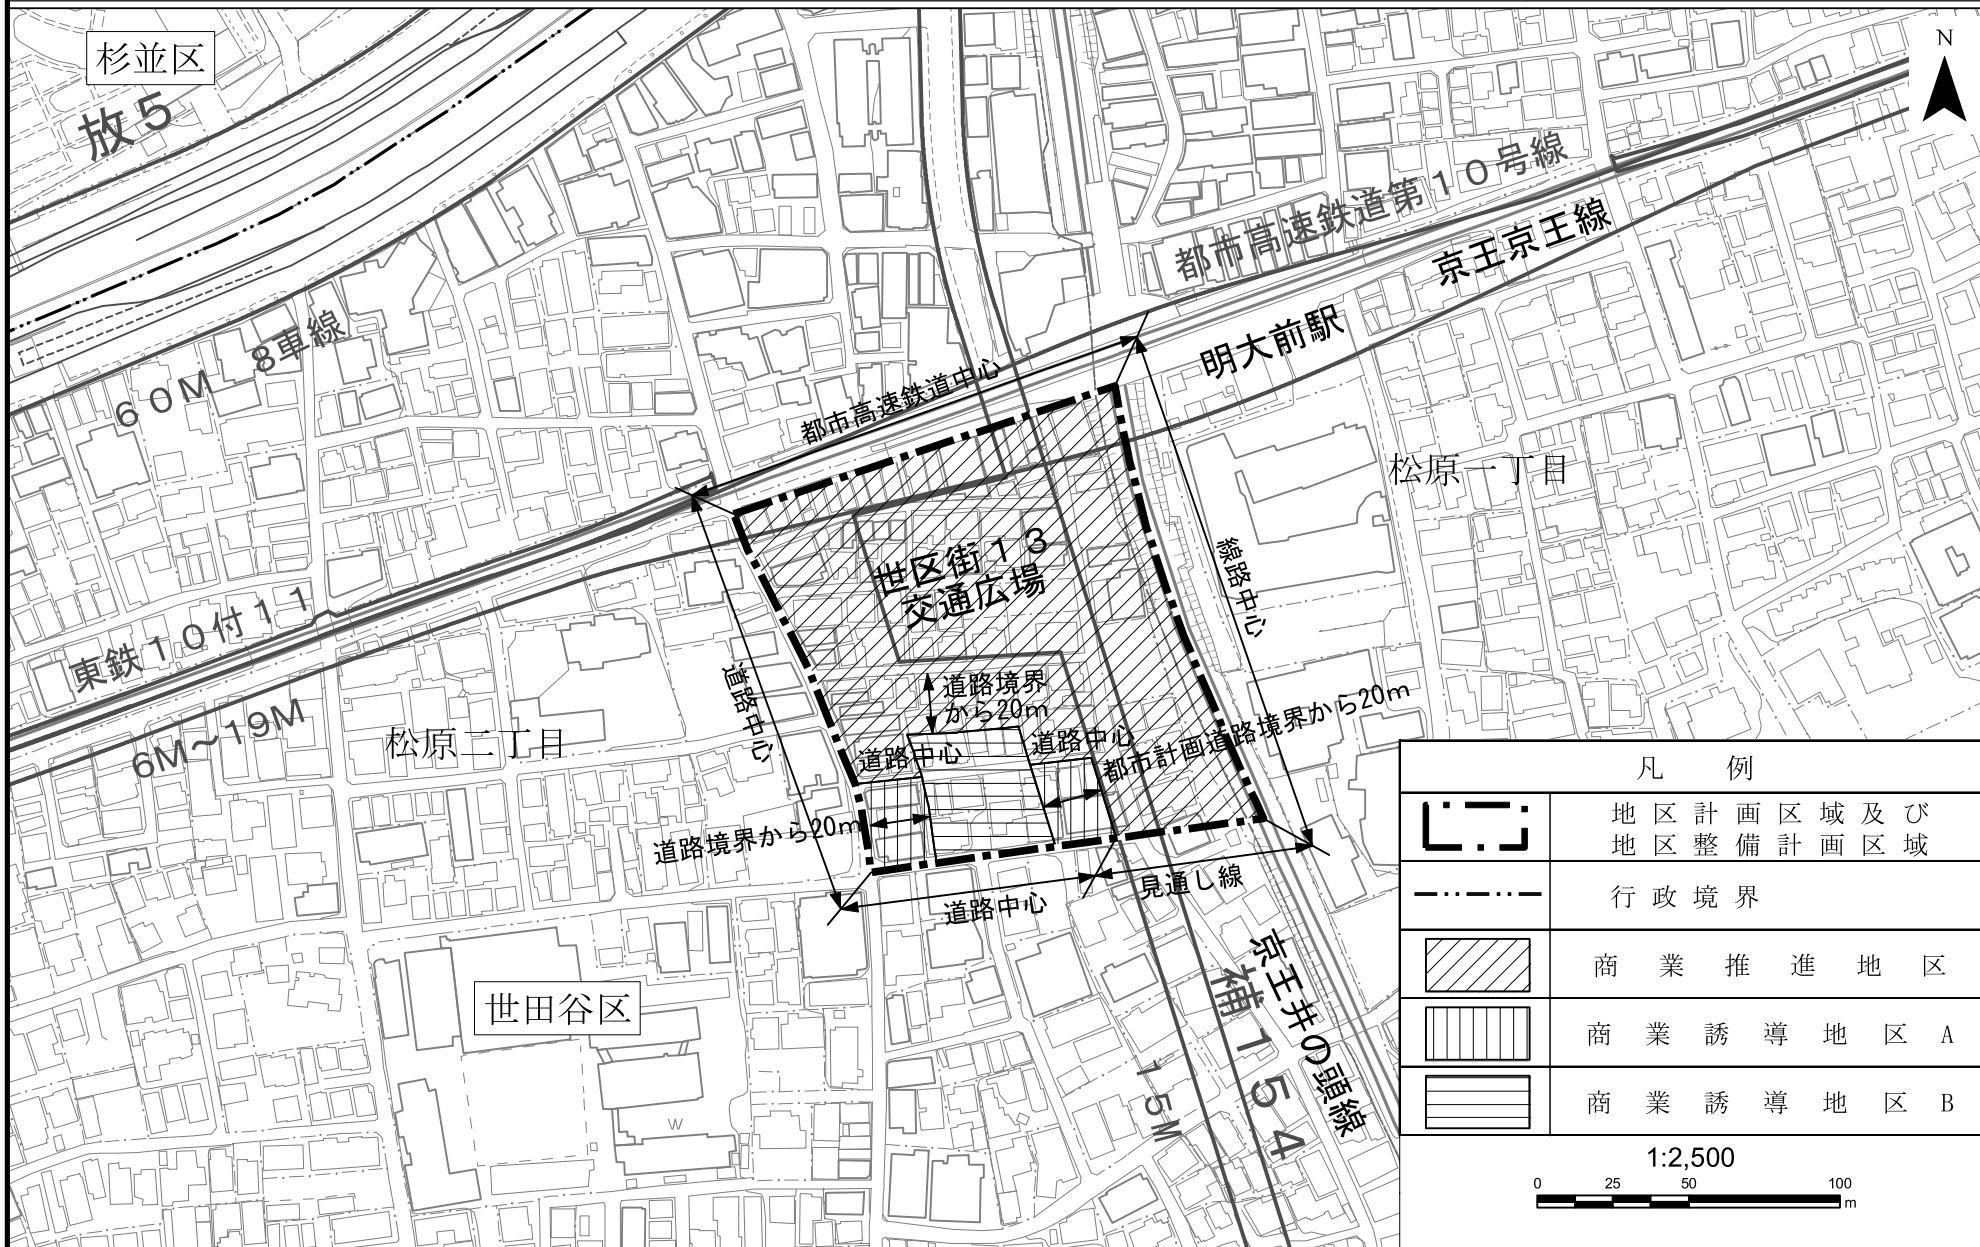 杉並区
放5
N
都市高速鉄道第10号線
京王京王線
明大前駅
60M 8車線
都市高速鉄道中心
松原一丁目
世区街13
交通広場
線路中心
東鉄10付11
6M～19M
松原二丁目
道路中心
道路境界
から20m
道路中心
道路中心
都市計画道路境界から20m
道路境界から20m
見通し線
道路中心
世田谷区
京王井の頭線
補154
15M
W
凡例
地区計画区域及び
地区整備計画区域
行政境界
商業推進地区
商業誘導地区A
商業誘導地区B
1:2,500
0 25 50 100
m